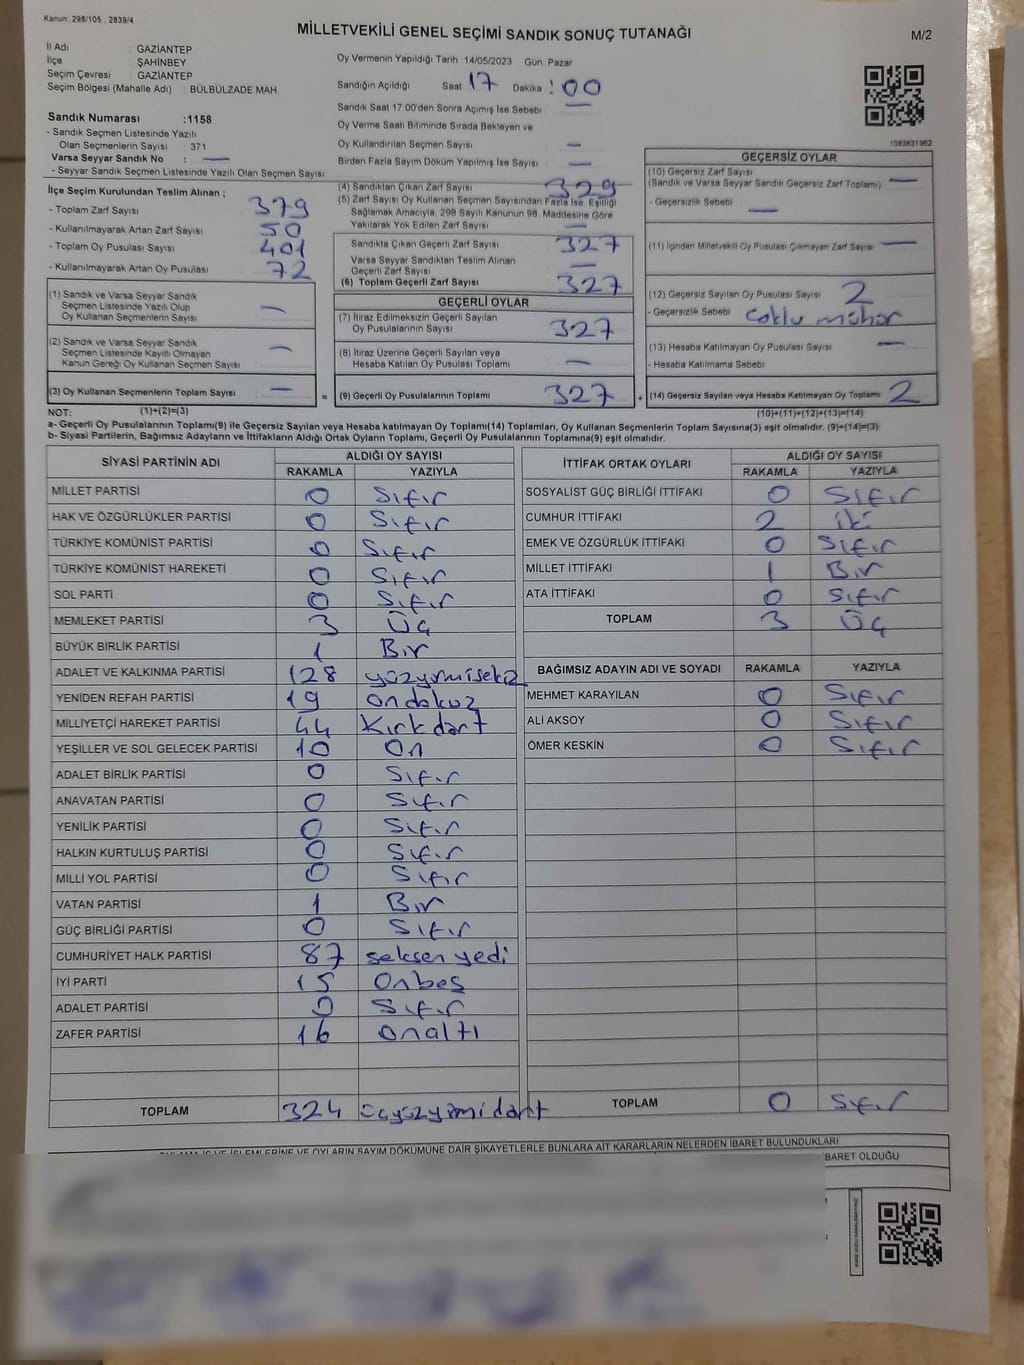 Kanun: 298/105 , 2839/4
MİLLETVEKİLİ GENEL SEÇİMİ SANDIK SONUÇ TUTANAĞI
M/2
İl Adı : GAZİANTEP
İlçe ŞAHİNBEY
Seçim Çevresi : GAZİANTEP
Seçim Bölgesi (Mahalle Adı) : BÜLBÜLZADE MAH.
Sandık Numarası :1158
- Sandık Seçmen Listesinde Yazılı
Olan Seçmenlerin Sayısı : 371
Varsa Seyyar Sandık No : —
- Seyyar Sandık Seçmen Listesinde Yazılı Olan Seçmen Sayısı
Oy Vermenin Yapıldığı Tarih : 14/05/2023 Gün: Pazar
Sandığın Açıldığı Saat 17 Dakika : 00
Sandık Saat 17:00'den Sonra Açılmış İse Sebebi : —
Oy Verme Saati Bitiminde Sırada Bekleyen ve
Oy Kullandırılan Seçmen Sayısı : —
Birden Fazla Sayım Döküm Yapılmış İse Sayısı : —
1083831962
İlçe Seçim Kurulundan Teslim Alınan ;
- Toplam Zarf Sayısı : 379
- Kullanılmayarak Artan Zarf Sayısı : 50
- Toplam Oy Pusulası Sayısı : 401
- Kullanılmayarak Artan Oy Pusulası : 72
(1) Sandık ve Varsa Seyyar Sandık
Seçmen Listesinde Yazılı Olup
Oy Kullanan Seçmenlerin Sayısı : —
(2) Sandık ve Varsa Seyyar Sandık
Seçmen Listesinde Kayıtlı Olmayan
Kanun Gereği Oy Kullanan Seçmen Sayısı : —
(3) Oy Kullanan Seçmenlerin Toplam Sayısı : —
(4) Sandıktan Çıkan Zarf Sayısı 329
(5) Zarf Sayısı Oy Kullanan Seçmen Sayısından Fazla İse, Eşitliği
Sağlamak Amacıyla, 298 Sayılı Kanunun 98. Maddesine Göre
Yakılarak Yok Edilen Zarf Sayısı : —
Sandıkta Çıkan Geçerli Zarf Sayısı : 327
Varsa Seyyar Sandıktan Teslim Alınan
Geçerli Zarf Sayısı : —
(6) Toplam Geçerli Zarf Sayısı : 327
GEÇERLİ OYLAR
(7) İtiraz Edilmeksizin Geçerli Sayılan
Oy Pusulalarının Sayısı : 327
(8) İtiraz Üzerine Geçerli Sayılan veya
Hesaba Katılan Oy Pusulası Toplamı : —
= (9) Geçerli Oy Pusulalarının Toplamı : 327
GEÇERSİZ OYLAR
(10) Geçersiz Zarf Sayısı
(Sandık ve Varsa Seyyar Sandık Geçersiz Zarf Toplamı) —
- Geçersizlik Sebebi : —
(11) İçinden Milletvekili Oy Pusulası Çıkmayan Zarf Sayısı : —
(12) Geçersiz Sayılan Oy Pusulası Sayısı : 2
- Geçersizlik Sebebi : çoklu mühür
(13) Hesaba Katılmayan Oy Pusulası Sayısı : —
- Hesaba Katılmama Sebebi
+ (14) Geçersiz Sayılan veya Hesaba Katılmayan Oy Toplamı : 2
NOT: (1)+(2)=(3)
(10)+(11)+(12)+(13)=(14)
a- Geçerli Oy Pusulalarının Toplamı(9) ile Geçersiz Sayılan veya Hesaba katılmayan Oy Toplamı(14) Toplamları, Oy Kullanan Seçmenlerin Toplam Sayısına(3) eşit olmalıdır. (9)+(14)=(3)
b- Siyasi Partilerin, Bağımsız Adayların ve İttifakların Aldığı Ortak Oyların Toplamı, Geçerli Oy Pusulalarının Toplamına(9) eşit olmalıdır.
SİYASİ PARTİNİN ADI ALDIĞI OY SAYISI
RAKAMLA YAZIYLA
MİLLET PARTİSİ 0 Sıfır
HAK VE ÖZGÜRLÜKLER PARTİSİ 0 Sıfır
TÜRKİYE KOMÜNİST PARTİSİ 0 Sıfır
TÜRKİYE KOMÜNİST HAREKETİ 0 Sıfır
SOL PARTİ 0 Sıfır
MEMLEKET PARTİSİ 3 Üç
BÜYÜK BİRLİK PARTİSİ 1 Bir
ADALET VE KALKINMA PARTİSİ 128 yüzyirmisekiz
YENİDEN REFAH PARTİSİ 19 ondokuz
MİLLİYETÇİ HAREKET PARTİSİ 44 Kırkdört
YEŞİLLER VE SOL GELECEK PARTİSİ 10 On
ADALET BİRLİK PARTİSİ 0 Sıfır
ANAVATAN PARTİSİ 0 Sıfır
YENİLİK PARTİSİ 0 Sıfır
HALKIN KURTULUŞ PARTİSİ 0 Sıfır
MİLLİ YOL PARTİSİ 0 Sıfır
VATAN PARTİSİ 1 Bir
GÜÇ BİRLİĞİ PARTİSİ 0 Sıfır
CUMHURİYET HALK PARTİSİ 87 seksen yedi
İYİ PARTİ 15 Onbeş
ADALET PARTİSİ 0 Sıfır
ZAFER PARTİSİ 16 Onaltı
TOPLAM 324 üçyüzyirmidört
İTTİFAK ORTAK OYLARI ALDIĞI OY SAYISI
RAKAMLA YAZIYLA
SOSYALİST GÜÇ BİRLİĞİ İTTİFAKI 0 Sıfır
CUMHUR İTTİFAKI 2 iki
EMEK VE ÖZGÜRLÜK İTTİFAKI 0 Sıfır
MİLLET İTTİFAKI 1 Bir
ATA İTTİFAKI 0 Sıfır
TOPLAM 3 Üç
BAĞIMSIZ ADAYIN ADI VE SOYADI RAKAMLA YAZIYLA
MEHMET KARAYILAN 0 Sıfır
ALİ AKSOY 0 Sıfır
ÖMER KESKİN 0 Sıfır
TOPLAM 0 Sıfır
VE OYLARIN SAYIM DÖKÜMÜNE DAİR ŞİKAYETLERLE BUNLARA AİT KARARLARIN NELERDEN İBARET BULUNDUKLARI
BARET OLDUĞU